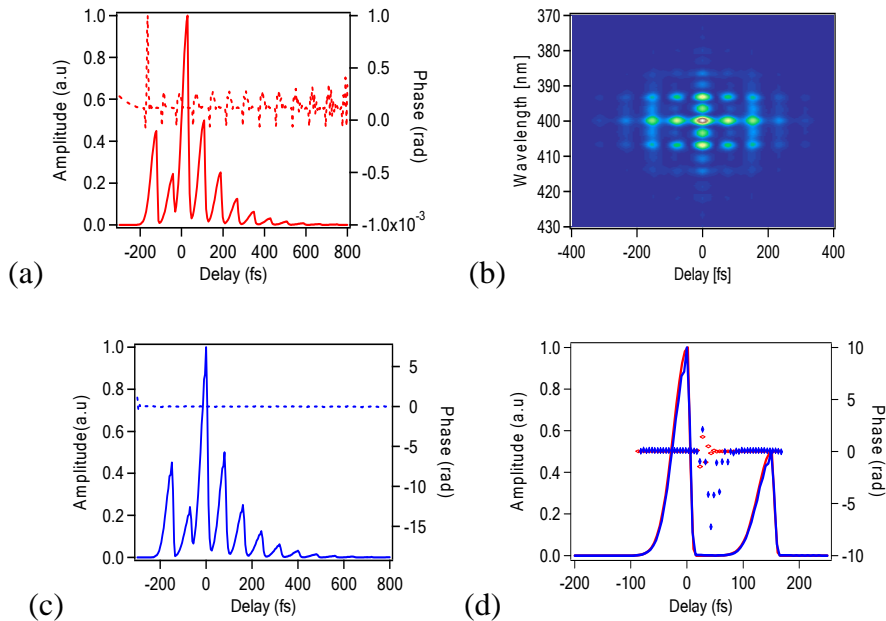 1.0
0.8
0.6
0.4
0.2
0.0
Amplitude (a.u)
1.0
0.5
0.0
-0.5
-1.0x10⁻³
Phase (rad)
-200 0 200 400 600 800
Delay (fs)
(a)
370
380
390
400
410
420
430
Wavelength [nm]
-400 -200 0 200 400
Delay [fs]
(b)
1.0
0.8
0.6
0.4
0.2
0.0
Amplitude(a.u)
5
0
-5
-10
-15
Phase (rad)
-200 0 200 400 600 800
Delay (fs)
(c)
1.0
0.8
0.6
0.4
0.2
0.0
Amplitude (a.u)
10
5
0
-5
-10
Phase (rad)
-200 -100 0 100 200
Delay (fs)
(d)